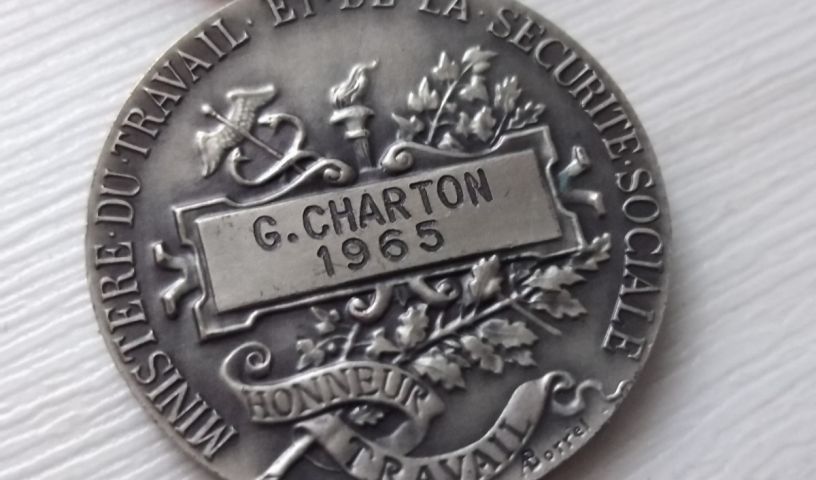 MINISTERE·DU·TRAVAIL·ET·DE·LA·SECURITE·SOCIALE
G.CHARTON
1965
HONNEUR
TRAVAIL
Borrel